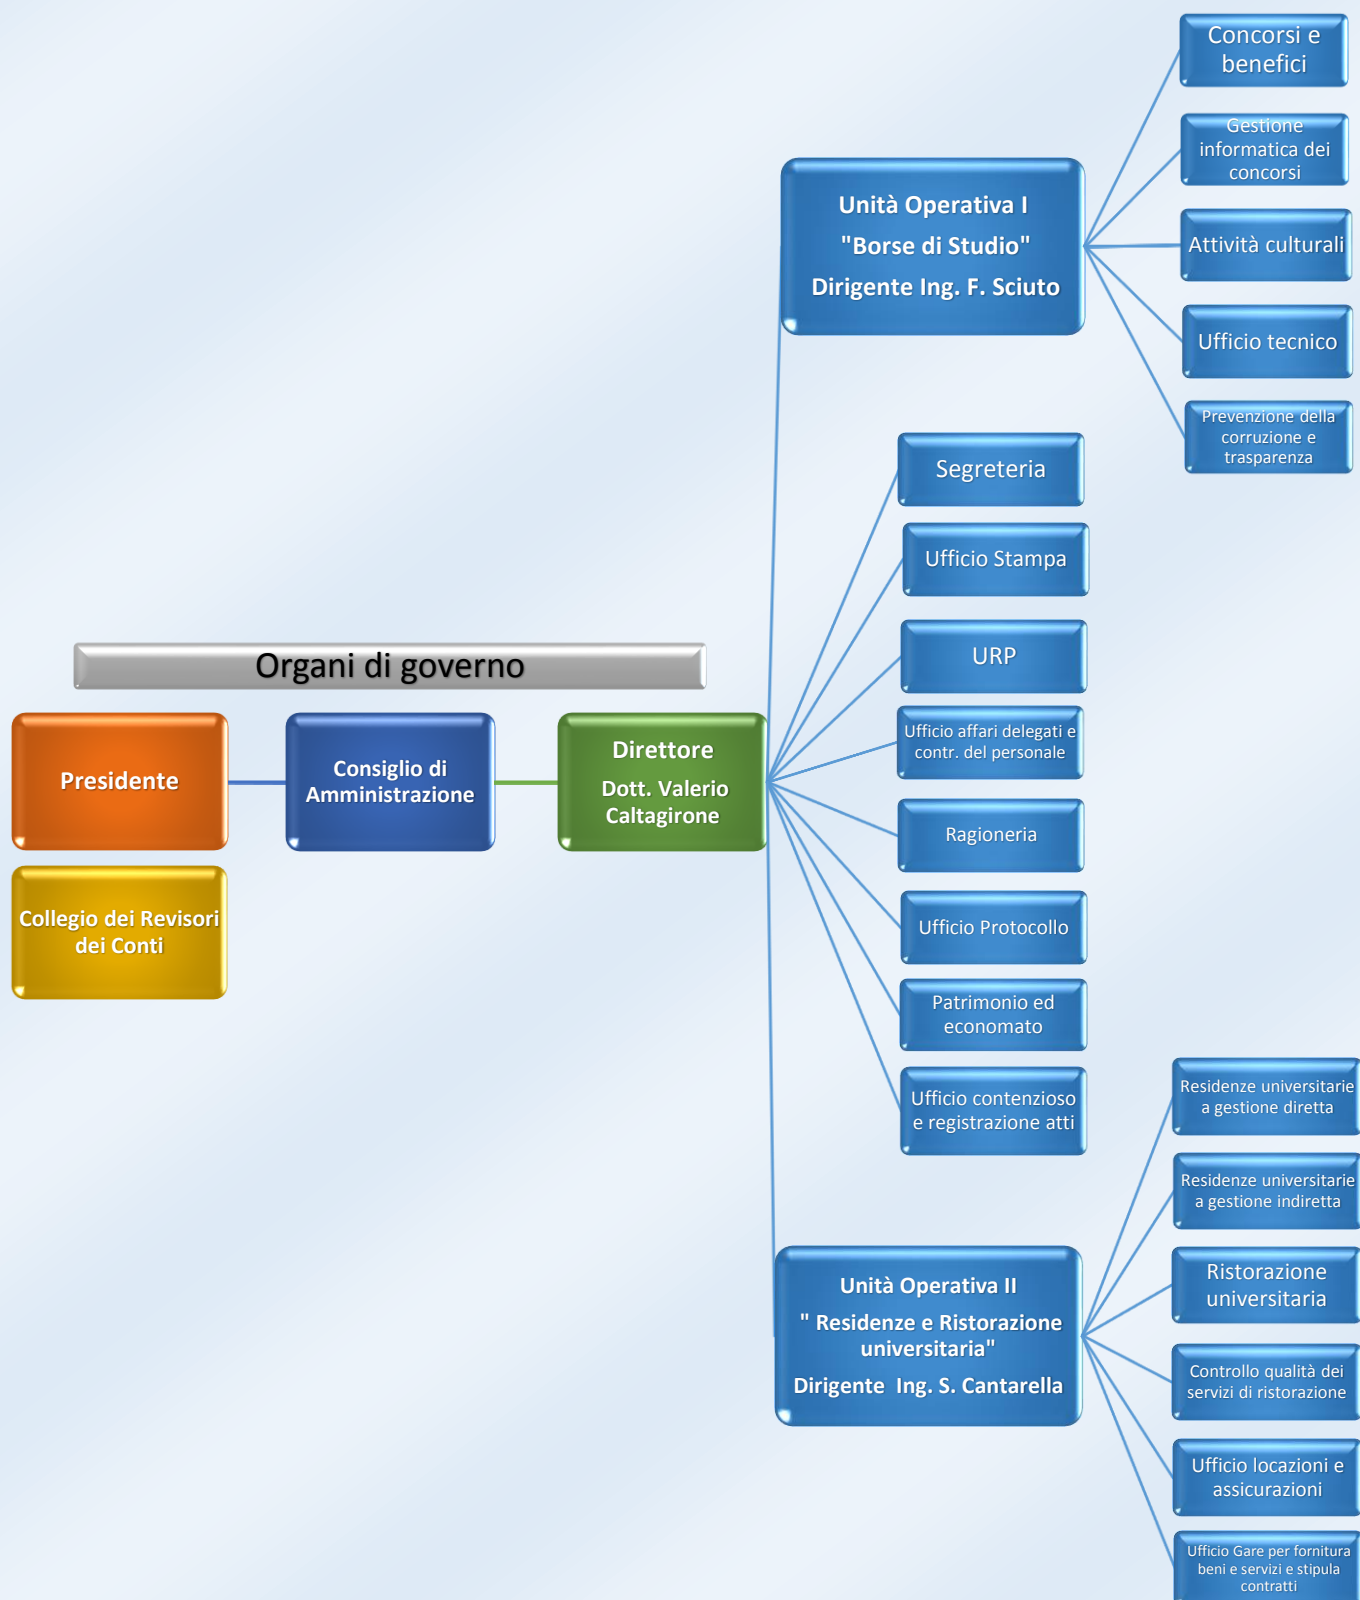 Organi di governo
Presidente
Collegio dei Revisori
dei Conti
Consiglio di
Amministrazione
Direttore
Dott. Valerio
Caltagirone
Unità Operativa I
"Borse di Studio"
Dirigente Ing. F. Sciuto
Concorsi e
benefici
Gestione
informatica dei
concorsi
Attività culturali
Ufficio tecnico
Prevenzione della
corruzione e
trasparenza
Segreteria
Ufficio Stampa
URP
Ufficio affari delegati e
contr. del personale
Ragioneria
Ufficio Protocollo
Patrimonio ed
economato
Ufficio contenzioso
e registrazione atti
Unità Operativa II
" Residenze e Ristorazione
universitaria"
Dirigente  Ing. S. Cantarella
Residenze universitarie
a gestione diretta
Residenze universitarie
a gestione indiretta
Ristorazione
universitaria
Controllo qualità dei
servizi di ristorazione
Ufficio locazioni e
assicurazioni
Ufficio Gare per fornitura
beni e servizi e stipula
contratti